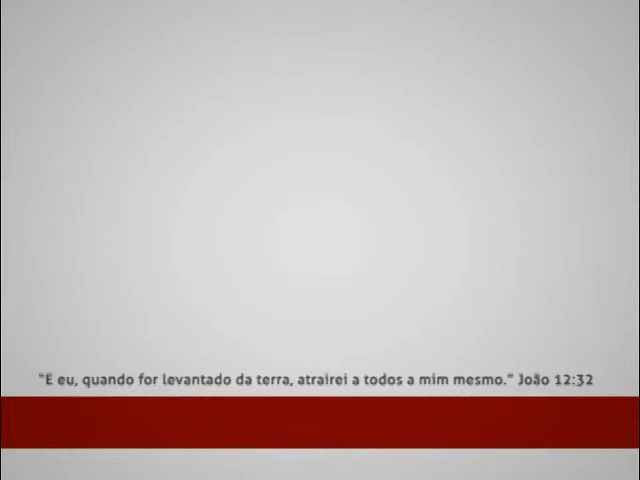 "E eu, quando for levantado da terra, atrairei a todos a mim mesmo." João 12:32